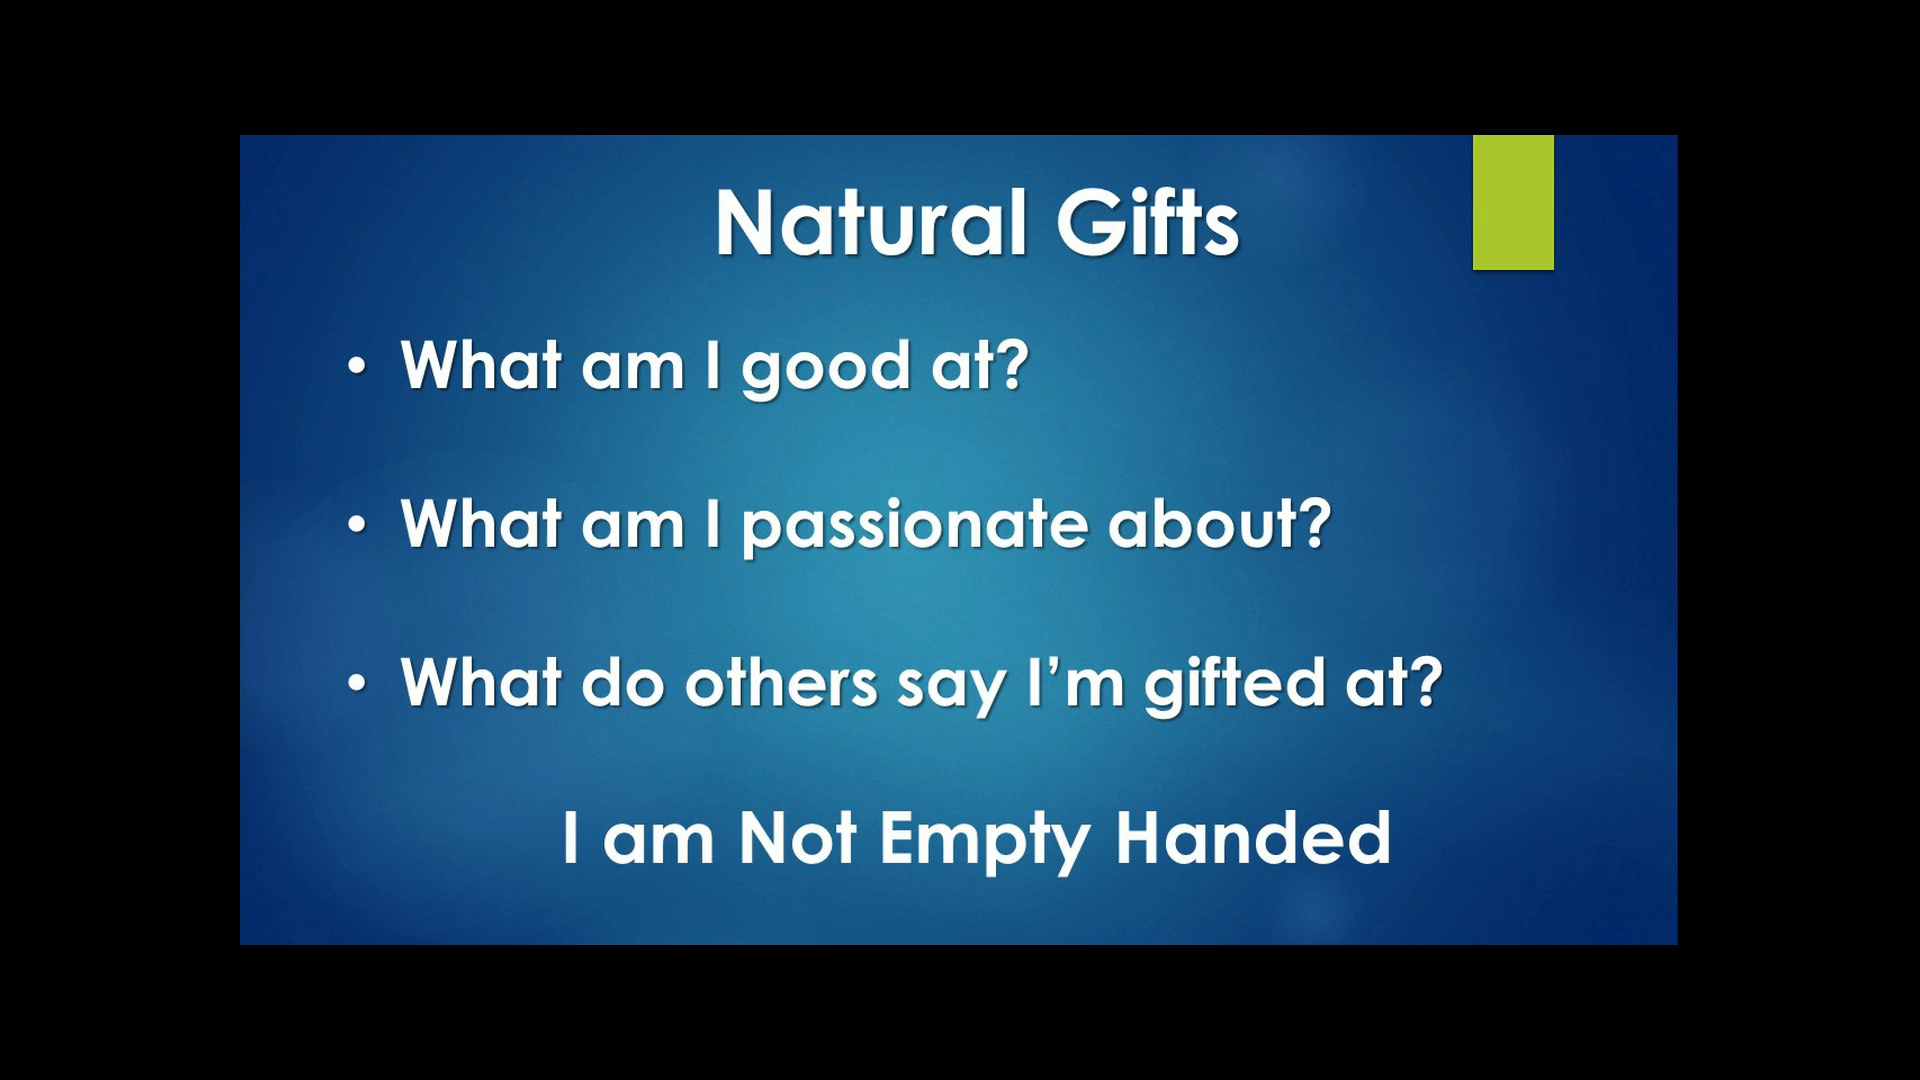 Natural Gifts
• What am I good at?
• What am I passionate about?
• What do others say I’m gifted at?
I am Not Empty Handed